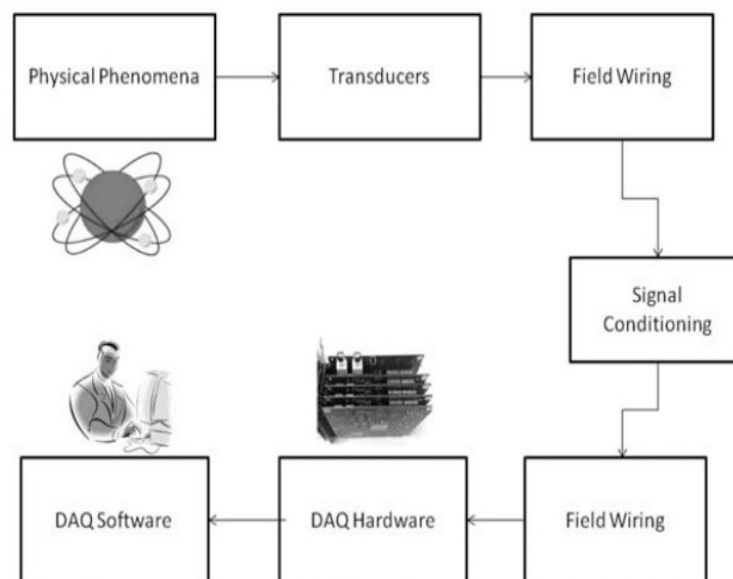 Physical Phenomena
Transducers
Field Wiring
Signal
Conditioning
Field Wiring
DAQ Hardware
DAQ Software